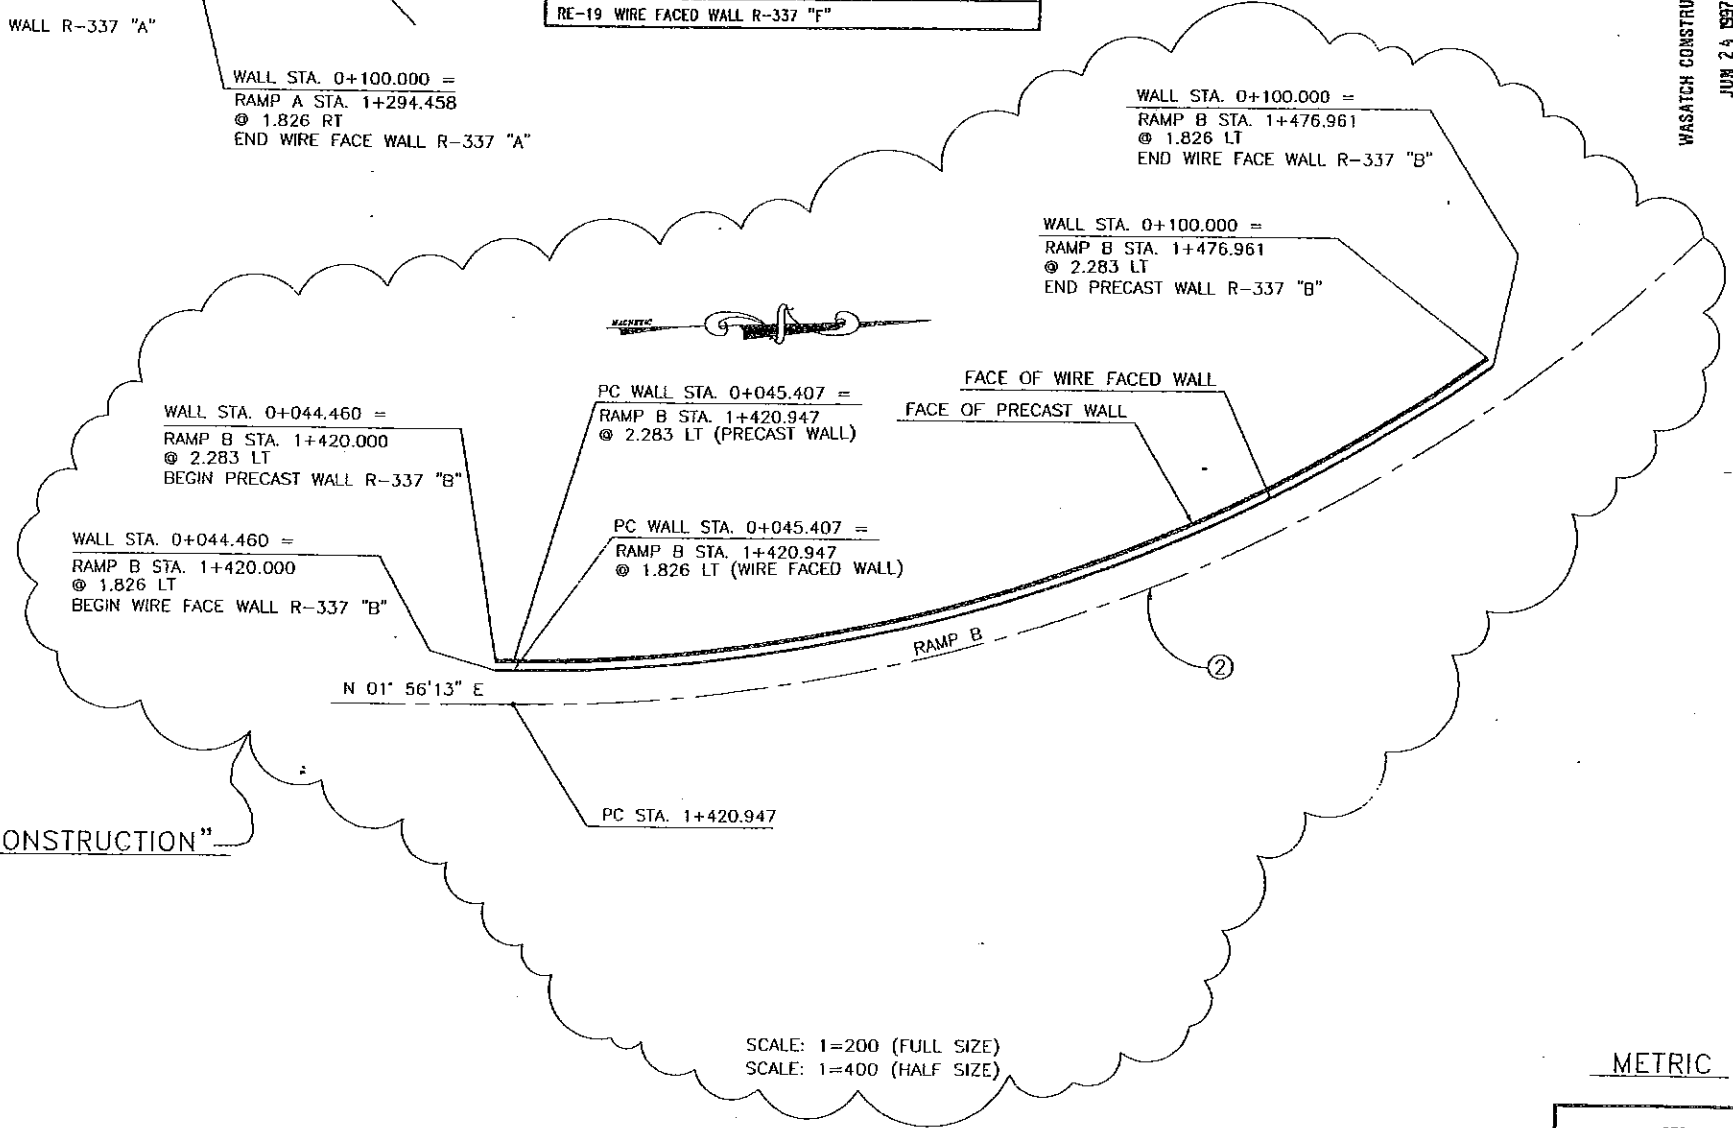 RE-19 WIRE FACED WALL R-337 "F"
WALL R-337 "A"
WALL STA. 0+100.000 =
RAMP A STA. 1+294.458
@ 1.826 RT
END WIRE FACE WALL R-337 "A"
WASATCH CONSTRU
JUN 24 1997
WALL STA. 0+100.000 =
RAMP B STA. 1+476.961
@ 1.826 LT
END WIRE FACE WALL R-337 "B"
WALL STA. 0+100.000 =
RAMP B STA. 1+476.961
@ 2.283 LT
END PRECAST WALL R-337 "B"
MAGNETIC
FACE OF WIRE FACED WALL
FACE OF PRECAST WALL
PC WALL STA. 0+045.407 =
RAMP B STA. 1+420.947
@ 2.283 LT (PRECAST WALL)
WALL STA. 0+044.460 =
RAMP B STA. 1+420.000
@ 2.283 LT
BEGIN PRECAST WALL R-337 "B"
PC WALL STA. 0+045.407 =
RAMP B STA. 1+420.947
@ 1.826 LT (WIRE FACED WALL)
WALL STA. 0+044.460 =
RAMP B STA. 1+420.000
@ 1.826 LT
BEGIN WIRE FACE WALL R-337 "B"
RAMP B
2
N 01° 56'13" E
PC STA. 1+420.947
ONSTRUCTION"
SCALE: 1=200 (FULL SIZE)
SCALE: 1=400 (HALF SIZE)
METRIC